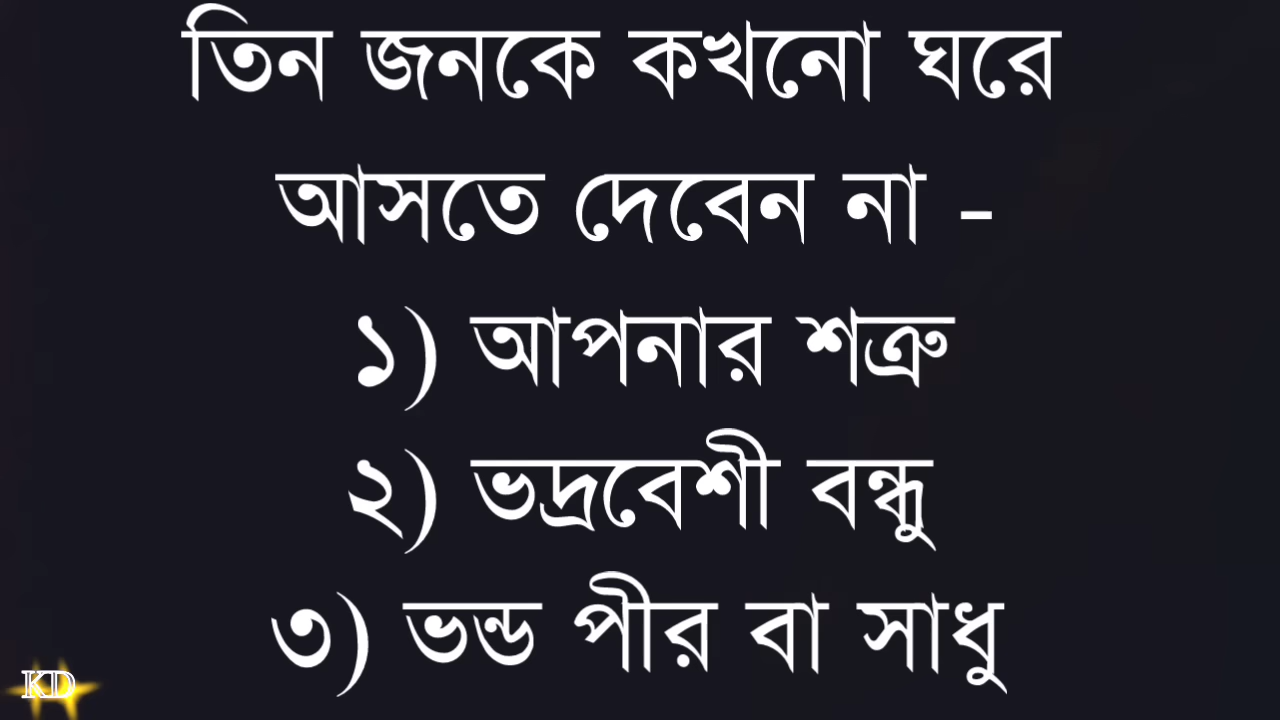 তিন জনকে কখনো ঘরে
আসতে দেবেন না -
১) আপনার শত্রু
২) ভদ্রবেশী বন্ধু
৩) ভন্ড পীর বা সাধু
KD